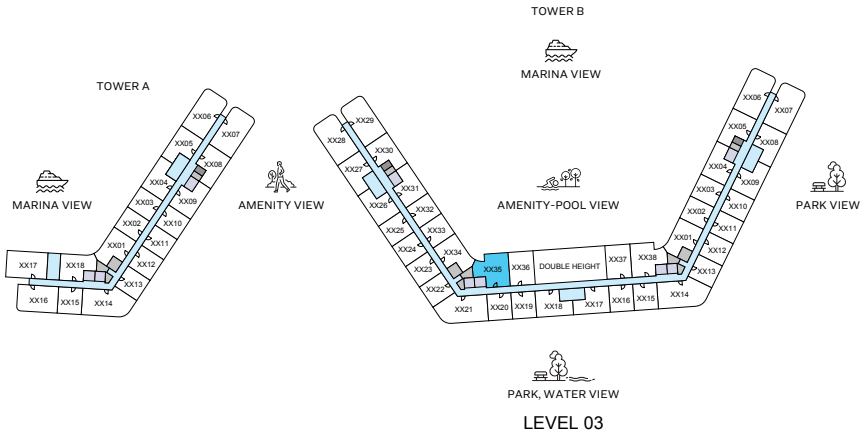 TOWER B
MARINA VIEW
TOWER A
MARINA VIEW
AMENITY VIEW
AMENITY-POOL VIEW
PARK VIEW
XX06
XX07
XX05
XX08
XX04
XX09
XX03
XX10
XX02
XX11
XX01
XX12
XX17
XX18
XX13
XX16
XX15
XX14
XX29
XX28
XX30
XX27
XX31
XX26
XX32
XX25
XX33
XX24
XX34
XX23
XX22
XX35
XX36
DOUBLE HEIGHT
XX37
XX38
XX21
XX20
XX19
XX18
XX17
XX16
XX15
XX14
XX06
XX07
XX05
XX08
XX04
XX09
XX03
XX10
XX02
XX11
XX01
XX12
XX13
PARK, WATER VIEW
LEVEL 03